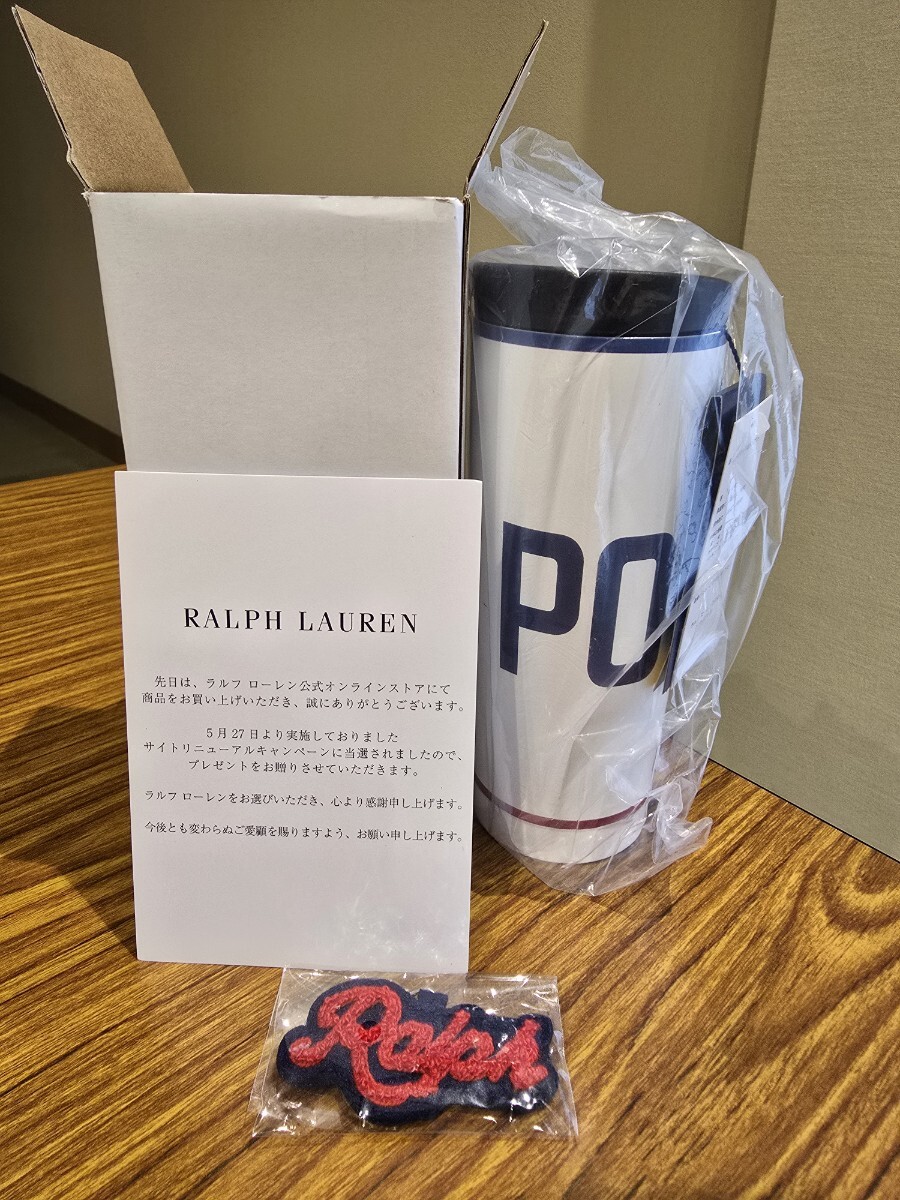 RALPH LAUREN
先日は、ラルフ ローレン公式オンラインストアにて
商品をお買い上げいただき、誠にありがとうございます。
5月27日より実施しておりました
サイトリニューアルキャンペーンに当選されましたので、
プレゼントをお贈りさせていただきます。
ラルフ ローレンをお選びいただき、心より感謝申し上げます。
今後とも変わらぬご愛顧を賜りますよう、お願い申し上げます。
PO
Ralph